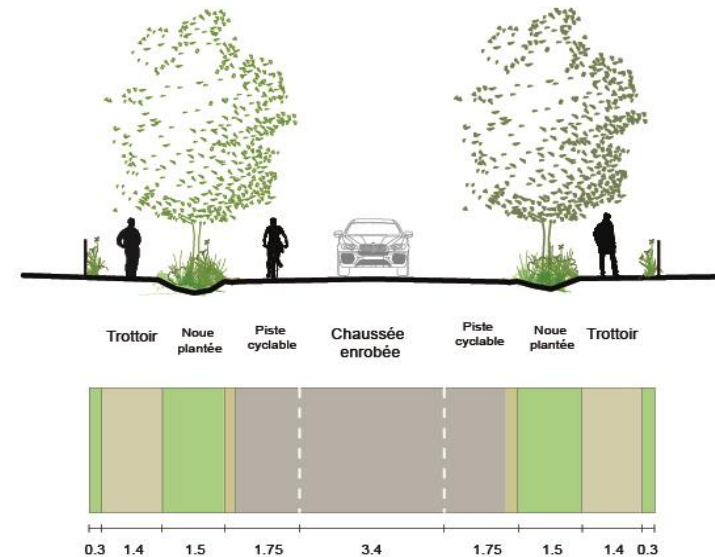 Trottoir
Noue
plantée
Piste
cyclable
Chaussée
enrobée
Piste
cyclable
Noue
plantée
Trottoir
0.3 1.4 1.5 1.75 3.4 1.75 1.5 1.4 0.3